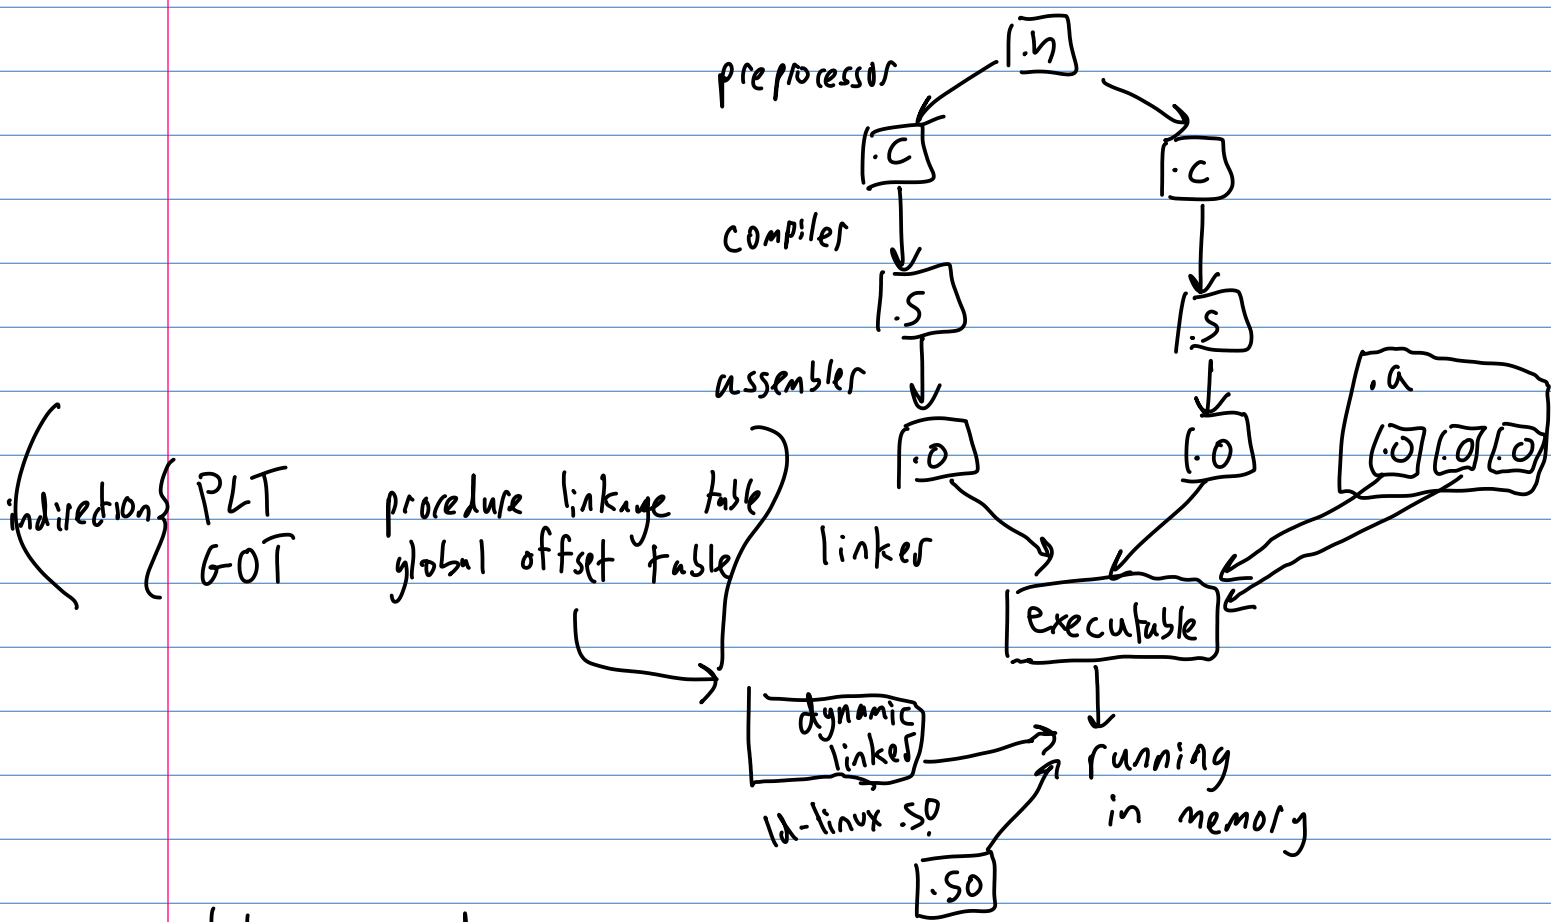 .h
preprocessor
.c
.c
compiler
.s
.s
assembler
.o
.o
.a
.o .o .o
indirection
PLT procedure linkage table
GOT global offset table
linker
executable
dynamic
linker
ld-linux.so
running
in memory
.so